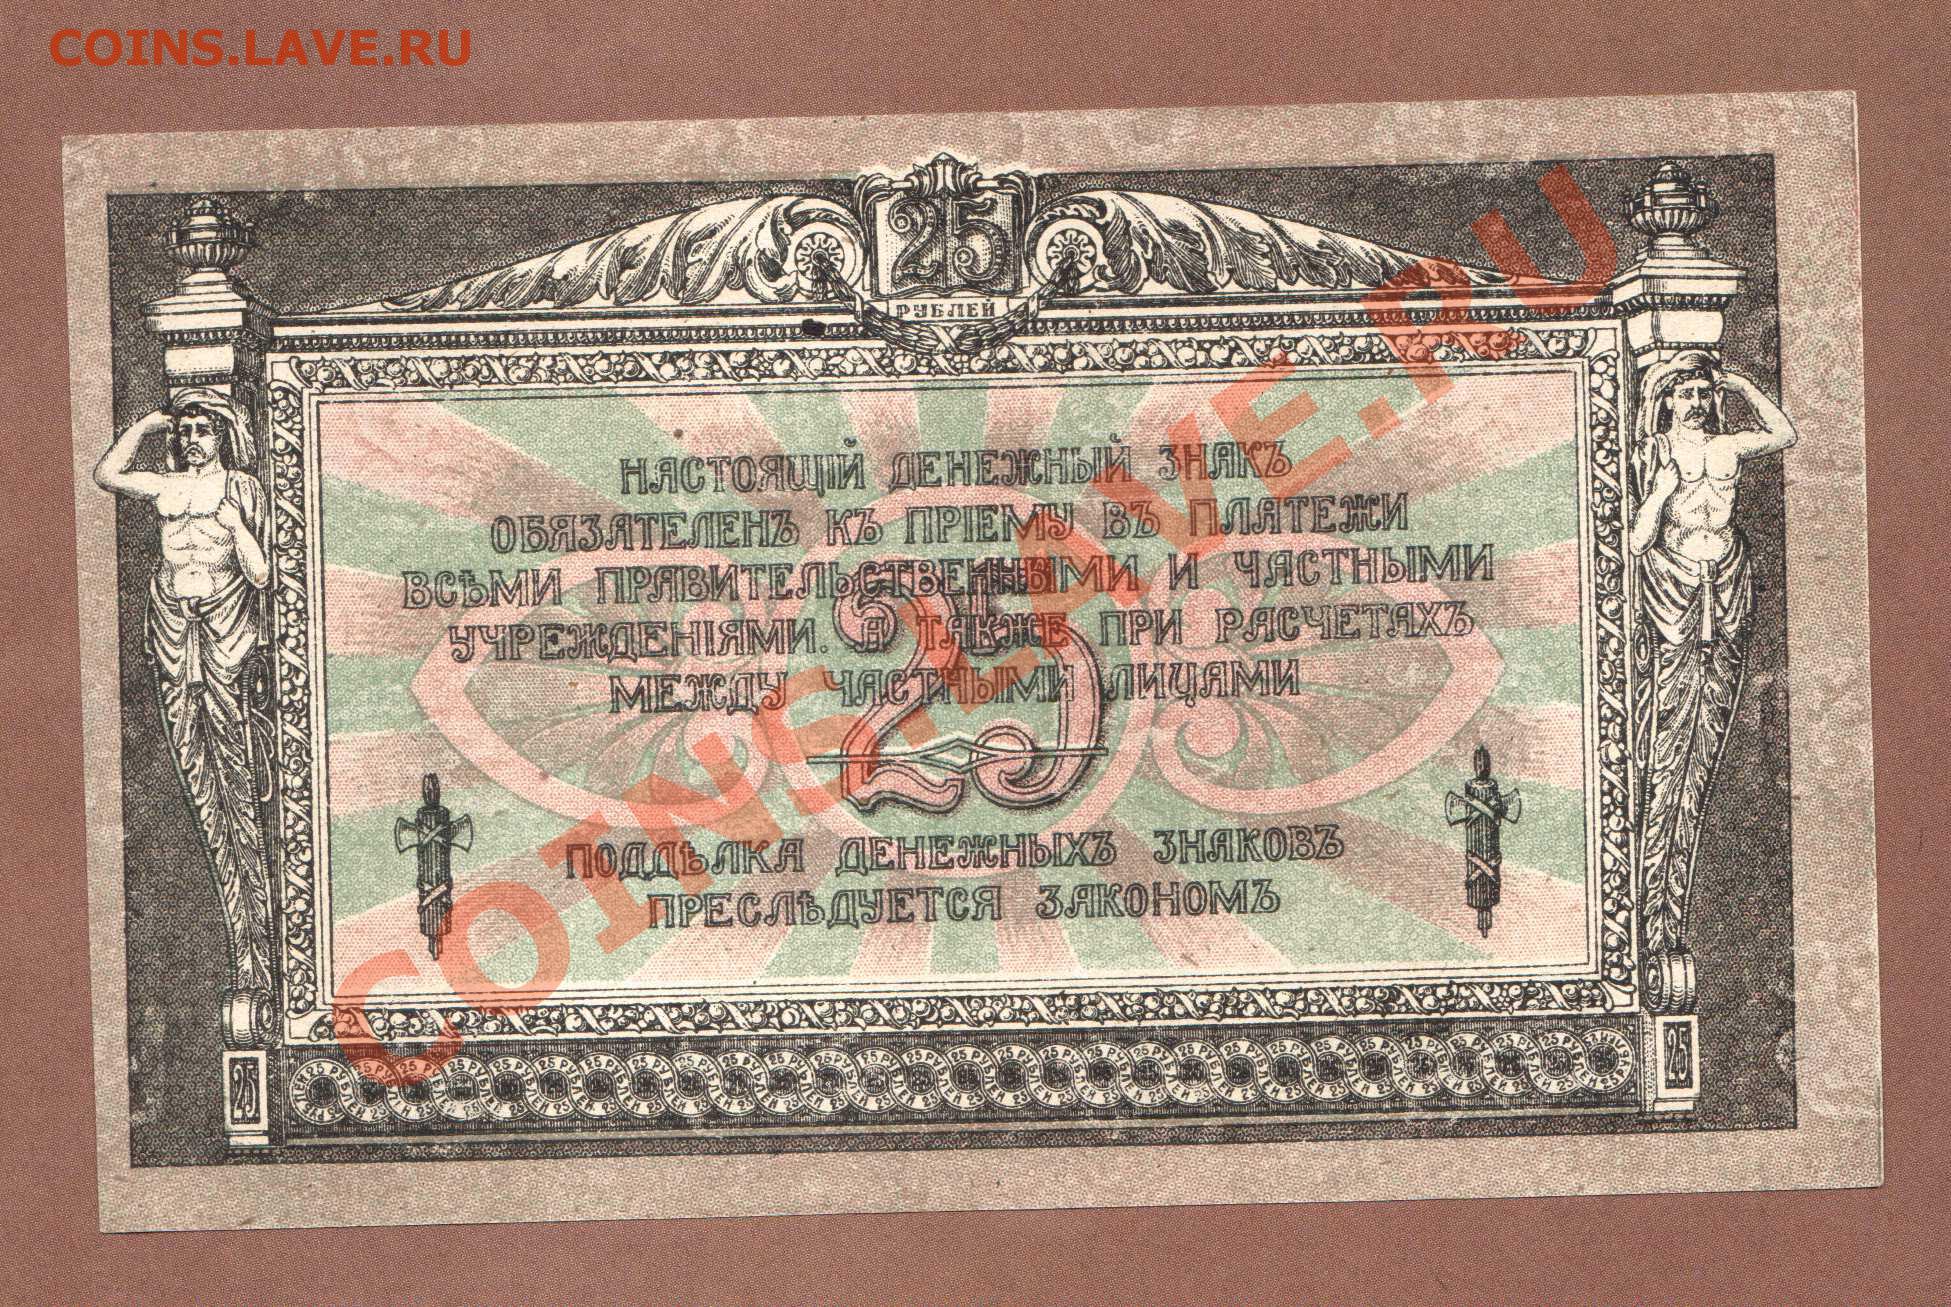 COINS.LAVE.RU
25
РУБЛЕЙ
НАСТОЯЩІЙ ДЕНЕЖНЫЙ ЗНАКЪ
ОБЯЗАТЕЛЕНЪ КЪ ПРІЕМУ ВЪ ПЛАТЕЖИ
ВСѢМИ ПРАВИТЕЛЬСТВЕННЫМИ И ЧАСТНЫМИ
УЧРЕЖДЕНІЯМИ. А ТАКЖЕ ПРИ РАСЧЕТАХЪ
МЕЖДУ ЧАСТНЫМИ ЛИЦАМИ
25
ПОДДѢЛКА ДЕНЕЖНЫХЪ ЗНАКОВЪ
ПРЕСЛѢДУЕТСЯ ЗАКОНОМЪ
25 25
COINS.LAVE.RU